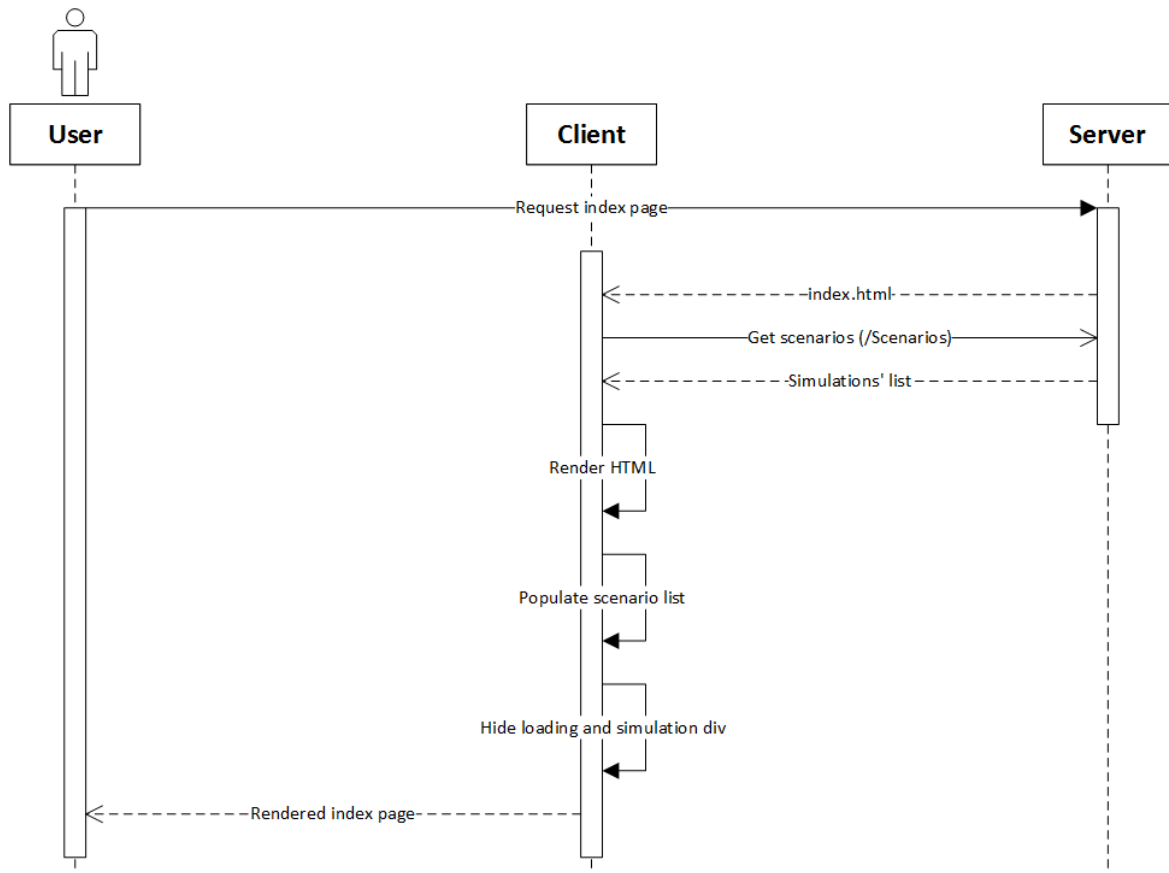 User
Client
Server
Request index page
index.html
Get scenarios (/Scenarios)
Simulations' list
Render HTML
Populate scenario list
Hide loading and simulation div
Rendered index page